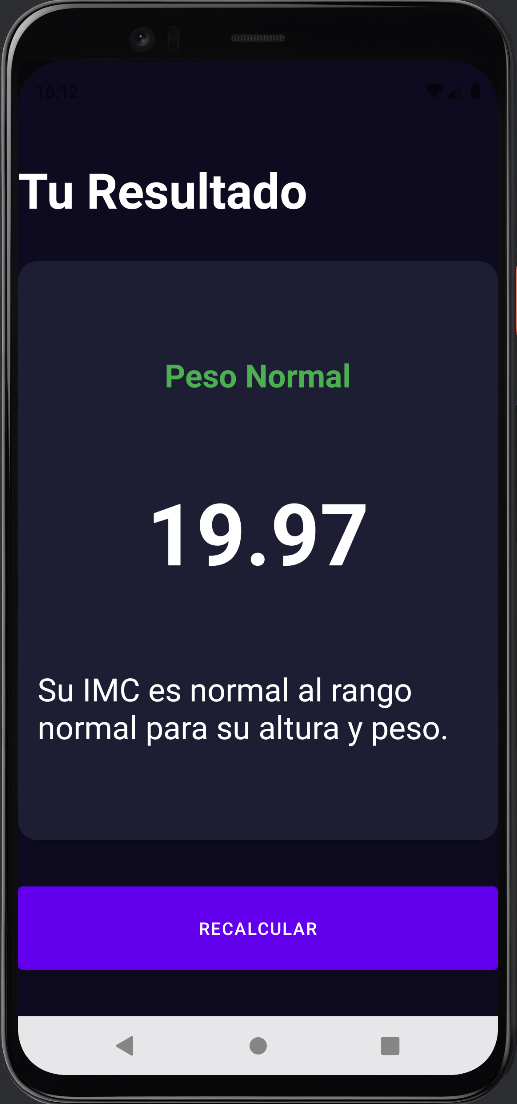 16:12
Tu Resultado
Peso Normal
19.97
Su IMC es normal al rango
normal para su altura y peso.
RECALCULAR